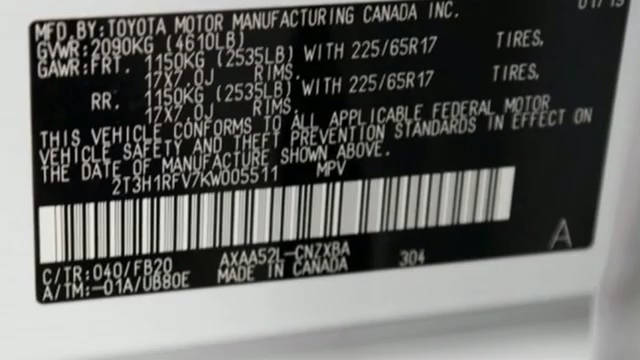 MFD.BY:TOYOTA MOTOR MANUFACTURING CANADA INC.
GVWR:2090KG (4610LB)
GAWR:FRT. 1150KG (2535LB) WITH 225/65R17 TIRES,
17X7.0J RIMS,
RR. 1150KG (2535LB) WITH 225/65R17 TIRES,
17X7.0J RIMS,
THIS VEHICLE CONFORMS TO ALL APPLICABLE FEDERAL MOTOR
VEHICLE SAFETY AND THEFT PREVENTION STANDARDS IN EFFECT ON
THE DATE OF MANUFACTURE SHOWN ABOVE.
2T3H1RFV7KW005511 MPV
C/TR:040/FB20 AXAA52L-CNZXBA 304 A
A/TM:-01A/UB80E MADE IN CANADA